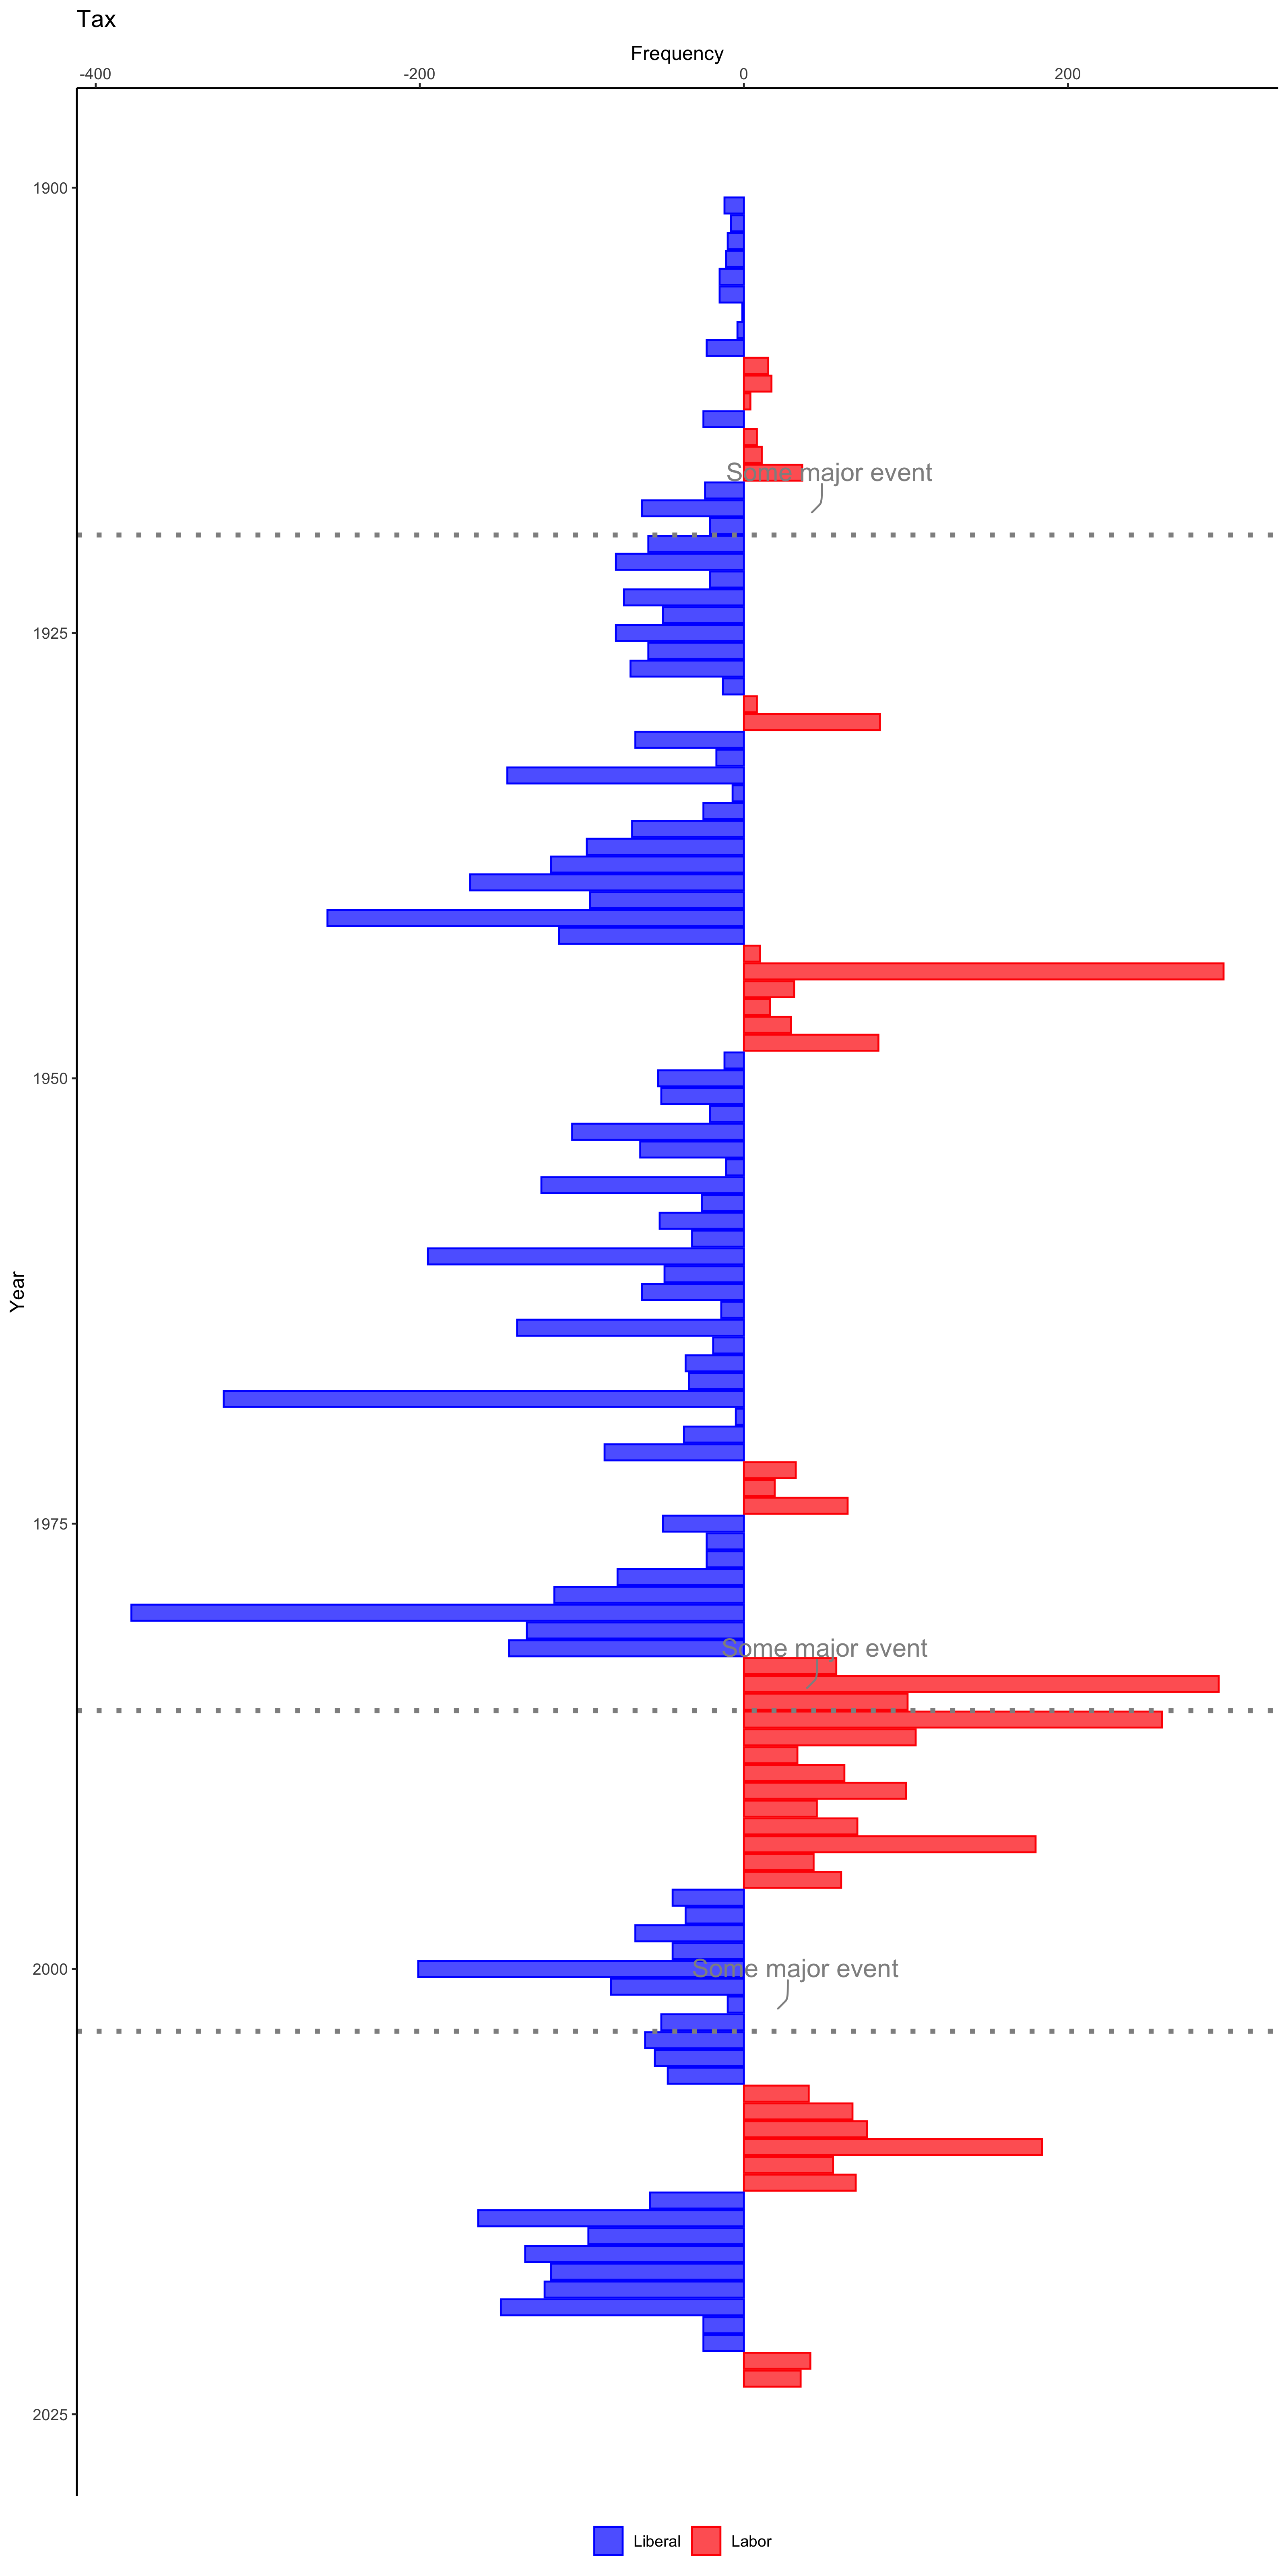 Tax
Frequency
-400 -200 0 200
1900
Some major event
1925
1950
Year
1975
Some major event
2000
Some major event
2025
Liberal Labor